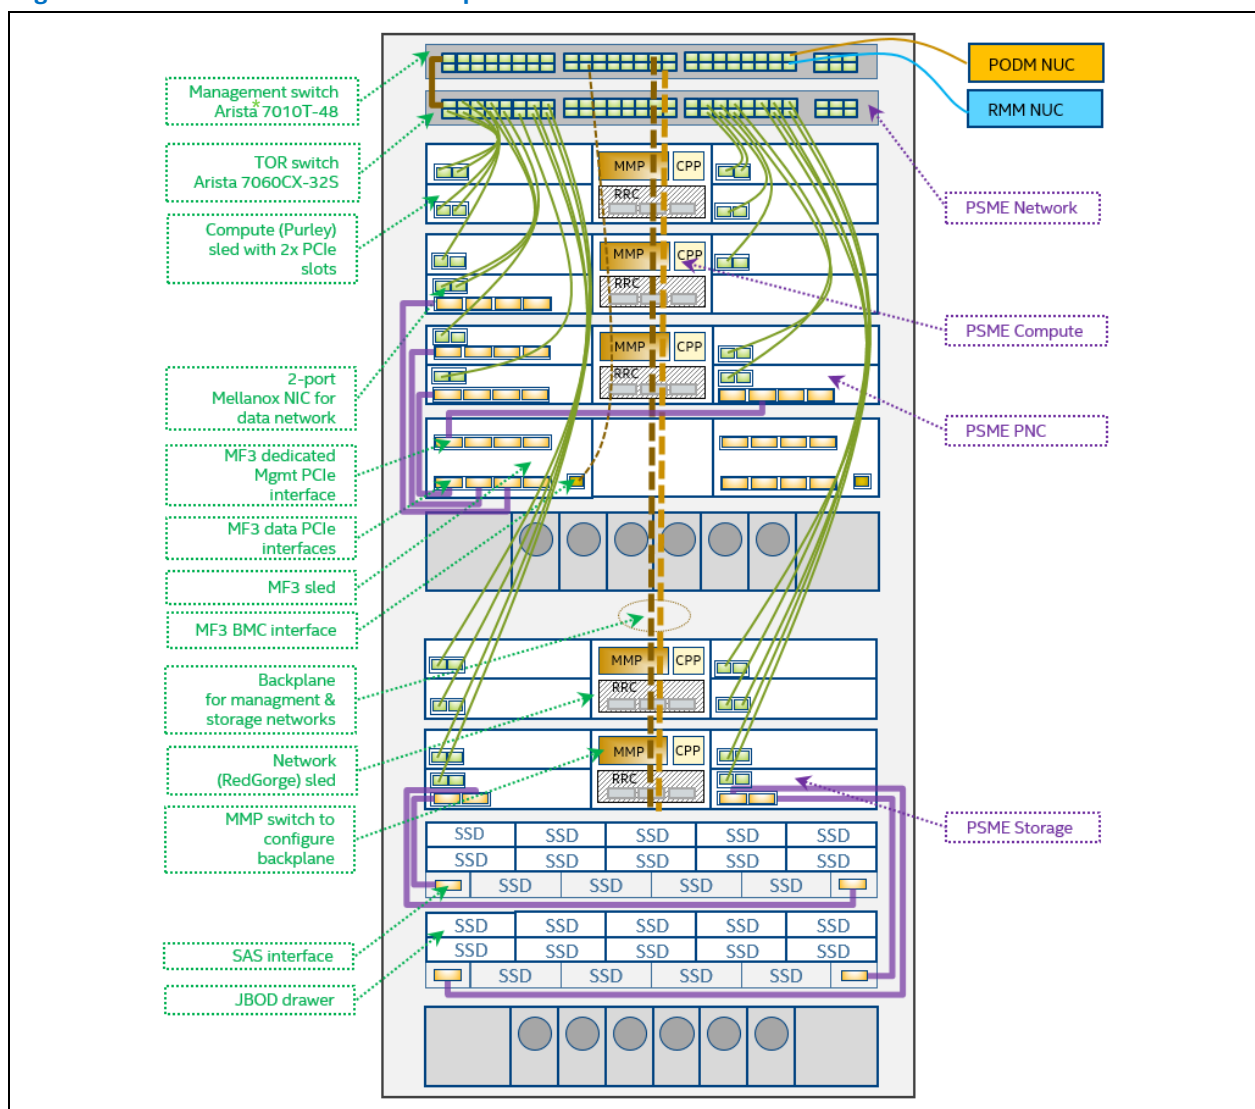 PODM NUC
RMM NUC
Management switch
Arista* 7010T-48
TOR switch
Arista 7060CX-32S
Compute (Purley)
sled with 2x PCIe
slots
2-port
Mellanox NIC for
data network
MF3 dedicated
Mgmt PCIe
interface
MF3 data PCIe
interfaces
MF3 sled
MF3 BMC interface
Backplane
for managment &
storage networks
Network
(RedGorge) sled
MMP switch to
configure
backplane
SAS interface
JBOD drawer
MMP CPP
RRC
MMP CPP
RRC
MMP CPP
RRC
MMP CPP
RRC
MMP CPP
RRC
SSD SSD SSD SSD SSD
SSD SSD SSD SSD SSD
SSD SSD SSD SSD
SSD SSD SSD SSD SSD
SSD SSD SSD SSD SSD
SSD SSD SSD SSD
PSME Network
PSME Compute
PSME PNC
PSME Storage